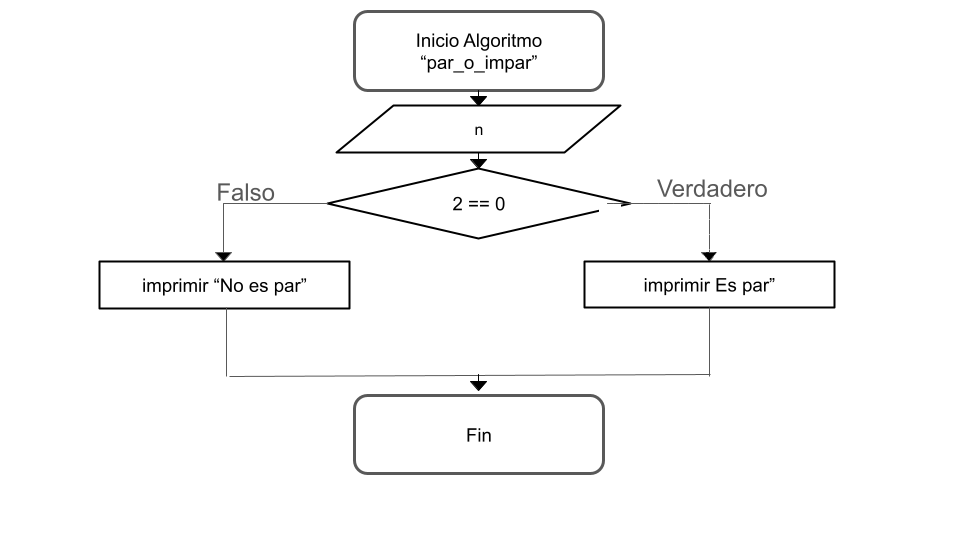 Inicio Algoritmo
“par_o_impar”
n
Falso
Verdadero
2 == 0
imprimir “No es par”
imprimir Es par”
Fin